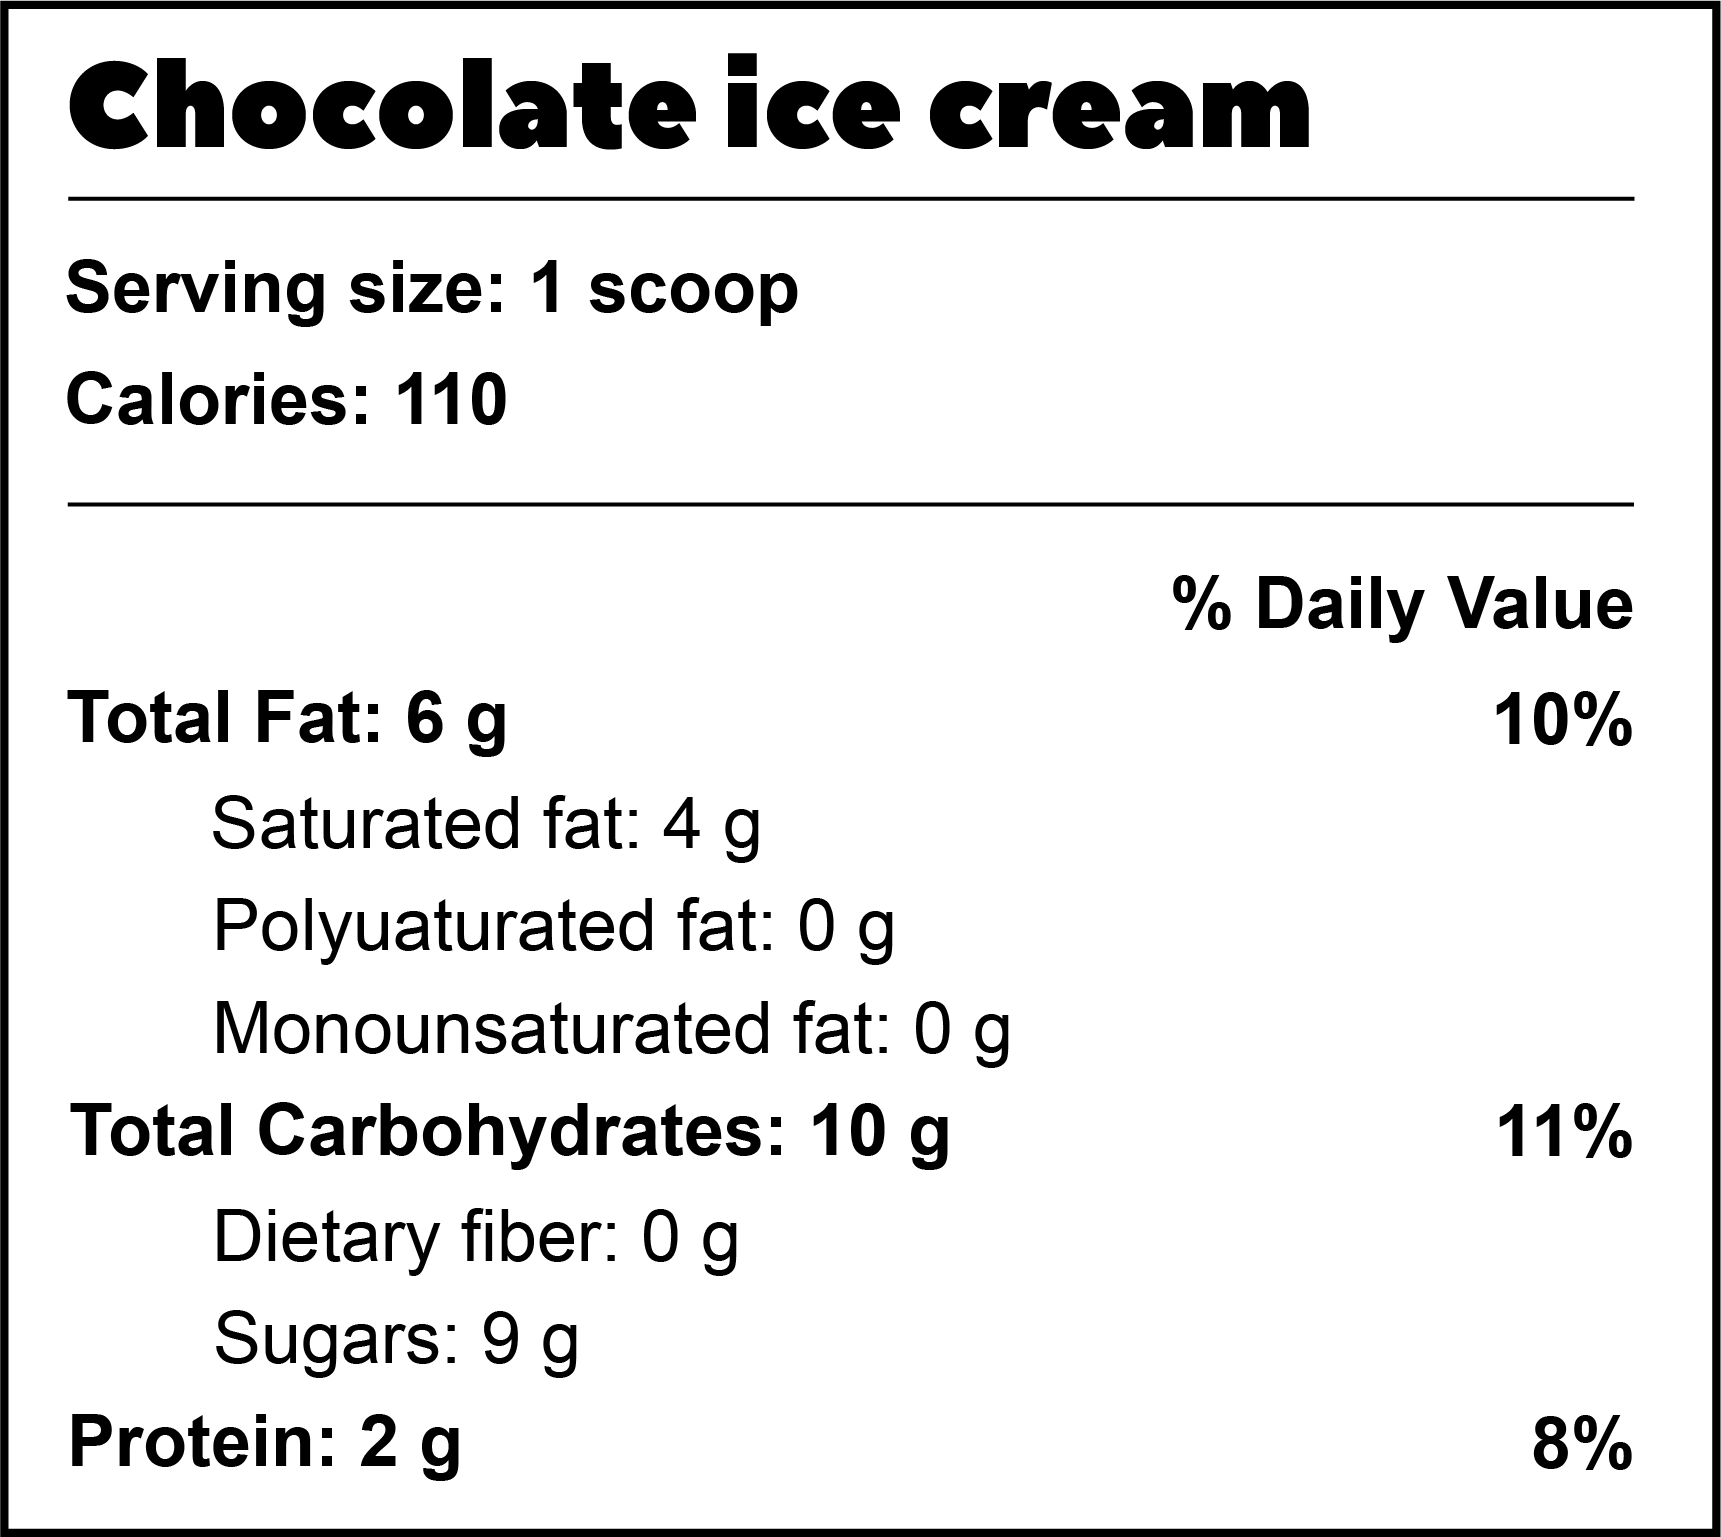 Chocolate ice cream
Serving size: 1 scoop
Calories: 110
% Daily Value
Total Fat: 6 g 10%
Saturated fat: 4 g
Polyuaturated fat: 0 g
Monounsaturated fat: 0 g
Total Carbohydrates: 10 g 11%
Dietary fiber: 0 g
Sugars: 9 g
Protein: 2 g 8%